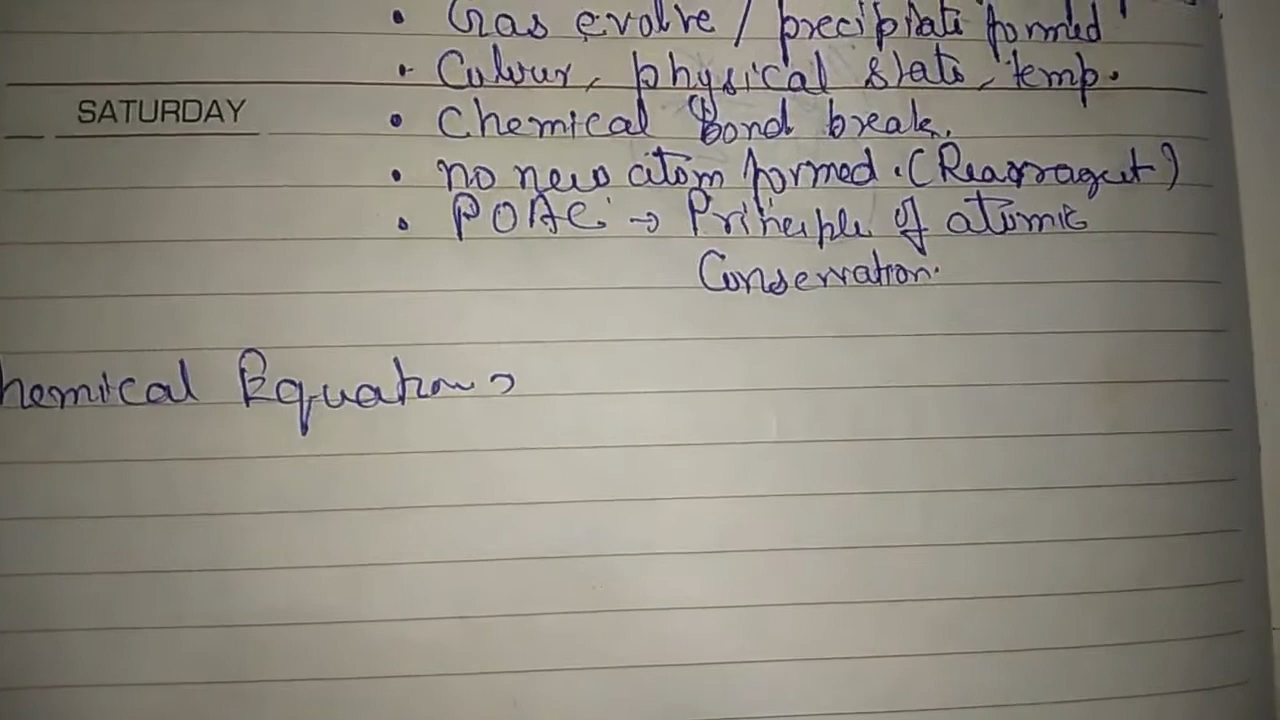 • Gas evolve / precipitate formed
• Colour, physical state, temp.
SATURDAY
• Chemical Bond break.
• no new atom formed. (Rearragnet)
• POAC → Principle of atomic
Conservation.
hemical Equation →